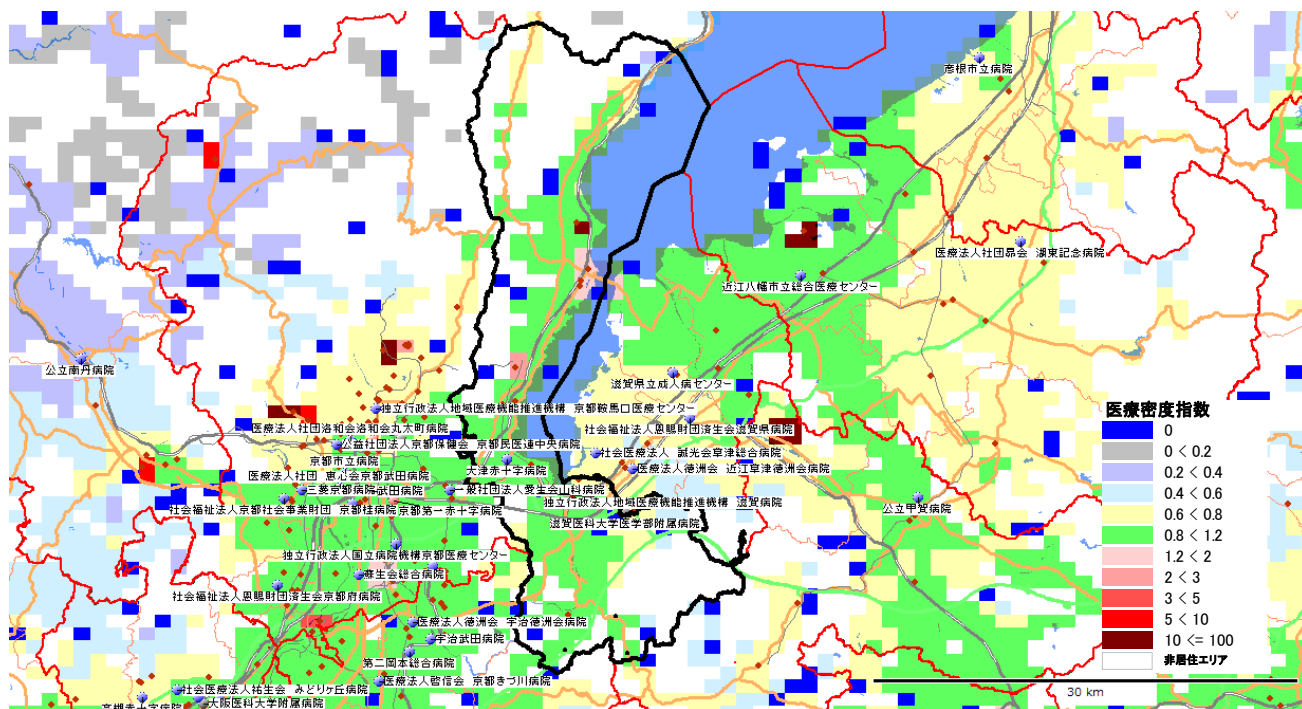 彦根市立病院
医療法人社団昴会 湖東記念病院
近江八幡市立総合医療センター
公立南丹病院
滋賀県立成人病センター
独立行政法人地域医療機能推進機構 京都鞍馬口医療センター
医療法人社団洛和会洛和会丸太町病院
社会福祉法人恩賜財団済生会滋賀県病院
公益社団法人京都保健会 京都民医連中央病院
社会医療法人 誠光会草津総合病院
京都市立病院
大津赤十字病院
医療法人徳洲会 近江草津徳洲会病院
医療法人社団 恵心会京都武田病院
三菱京都病院
武田病院
一般社団法人愛生会山科病院
社会福祉法人京都社会事業財団 京都桂病院
京都第一赤十字病院
独立行政法人地域医療機能推進機構 滋賀病院
公立甲賀病院
滋賀医科大学医学部附属病院
独立行政法人国立病院機構京都医療センター
蘇生会総合病院
社会福祉法人恩賜財団済生会京都府病院
医療法人徳洲会 宇治徳洲会病院
宇治武田病院
第二岡本総合病院
医療法人啓信会 京都きづ川病院
社会医療法人祐生会 みどりヶ丘病院
高槻赤十字病院
大阪医科大学附属病院
医療密度指数
0
0 < 0.2
0.2 < 0.4
0.4 < 0.6
0.6 < 0.8
0.8 < 1.2
1.2 < 2
2 < 3
3 < 5
5 < 10
10 <= 100
非居住エリア
30 km